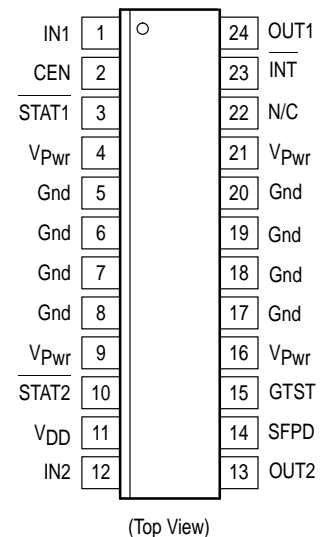 IN1 1 24 OUT1
CEN 2 23 INT
STAT1 3 22 N/C
VPwr 4 21 VPwr
Gnd 5 20 Gnd
Gnd 6 19 Gnd
Gnd 7 18 Gnd
Gnd 8 17 Gnd
VPwr 9 16 VPwr
STAT2 10 15 GTST
VDD 11 14 SFPD
IN2 12 13 OUT2
(Top View)